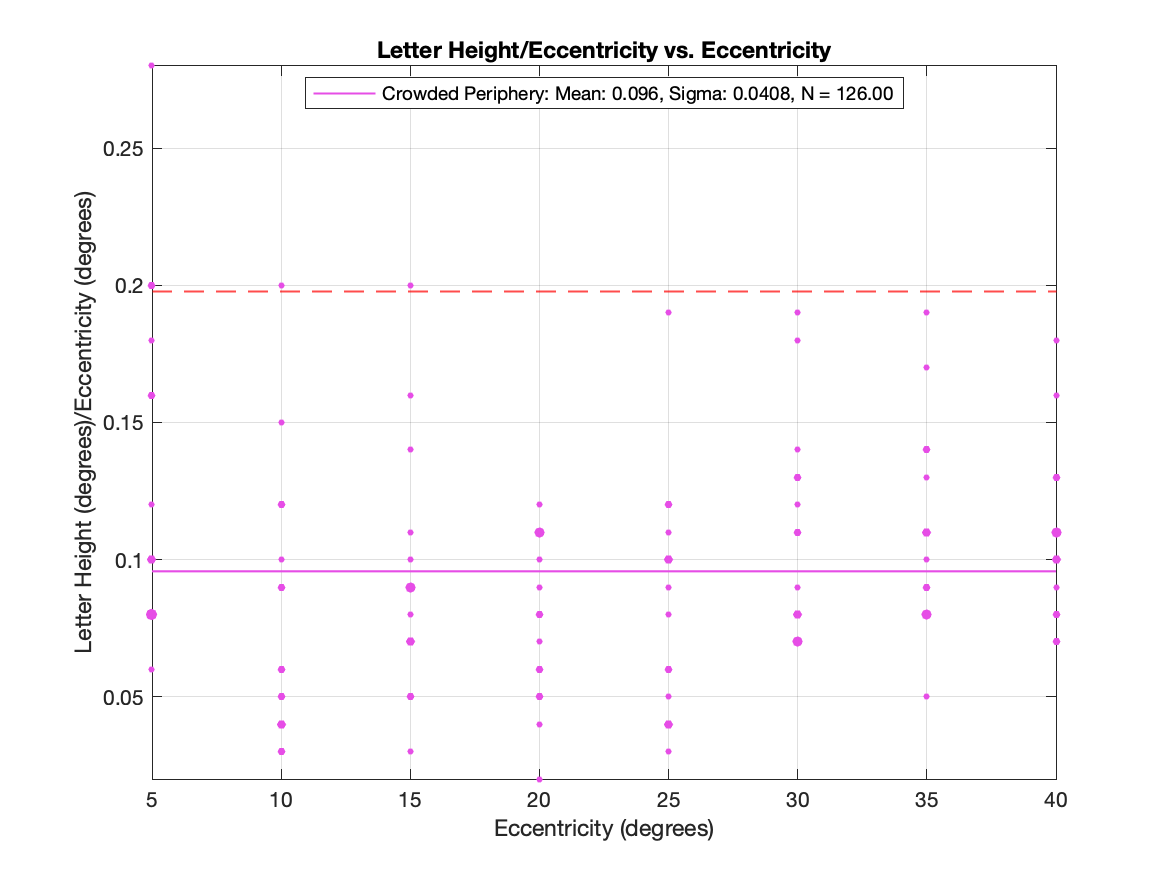 Letter Height/Eccentricity vs. Eccentricity
Crowded Periphery: Mean: 0.096, Sigma: 0.0408, N = 126.00
0.25
0.2
0.15
0.1
0.05
Letter Height (degrees)/Eccentricity (degrees)
5 10 15 20 25 30 35 40
Eccentricity (degrees)